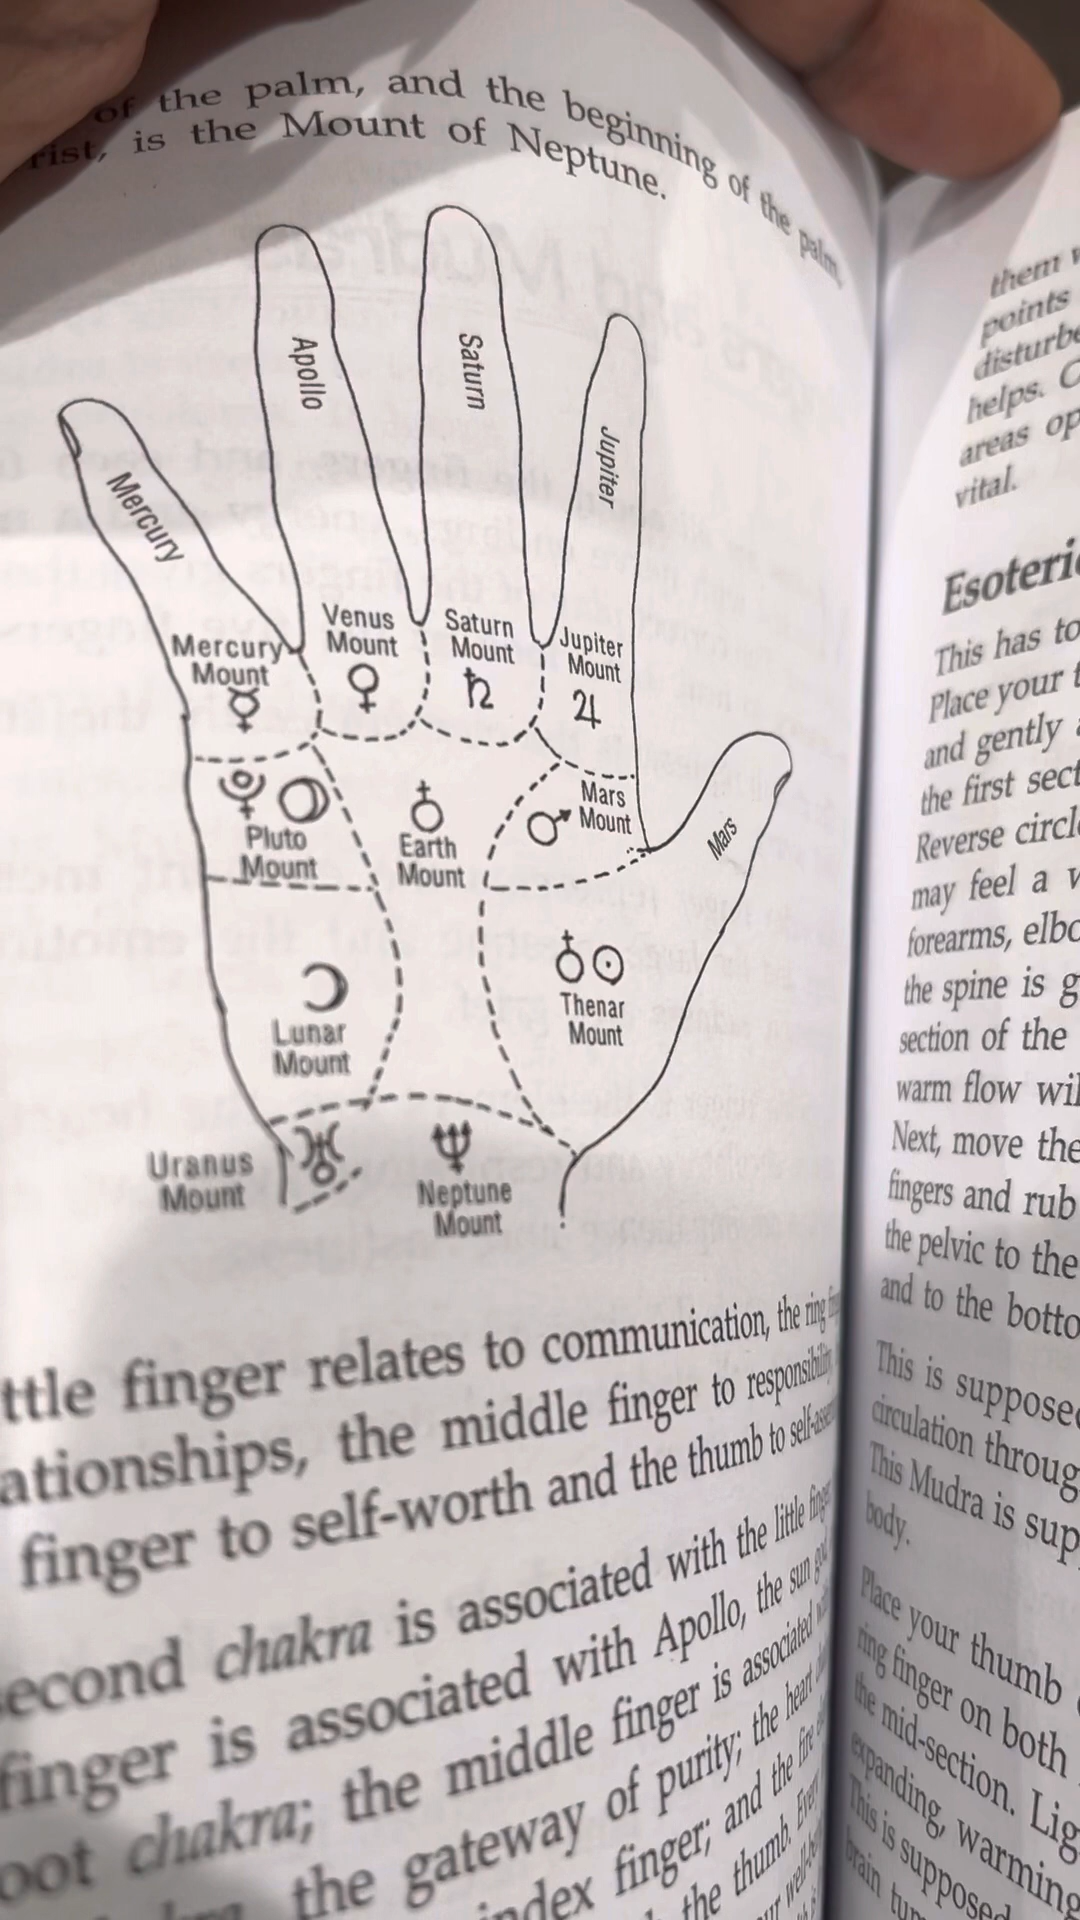 of the palm, and the beginning of the palm,
rist, is the Mount of Neptune.
Apollo
Saturn
Jupiter
Mercury
Mercury
Mount
Venus
Mount
Saturn
Mount
Jupiter
Mount
Mars
Mount
Mars
Pluto
Mount
Earth
Mount
Thenar
Mount
Lunar
Mount
Uranus
Mount
Neptune
Mount
ttle finger relates to communication, the ring
ationships, the middle finger to responsibility,
finger to self-worth and the thumb to
econd chakra is associated with the little finger
finger is associated with Apollo, the sun god,
oot chakra; the middle finger is associated
the gateway of purity; the heart
index finger; and the fire
the thumb. Every
them
points
disturbe
helps. C
areas op
vital.
Esoteric
This has to
Place your t
and gently a
the first sect
Reverse circl
may feel a w
forearms, elbo
the spine is g
section of the
warm flow wil
Next, move the
fingers and rub
the pelvic to the
and to the botto
This is supposed
circulation throug
This Mudra is sup
body.
Place your thumb
ring finger on both
the mid-section. Lig
expanding, warming
This is supposed
brain tum